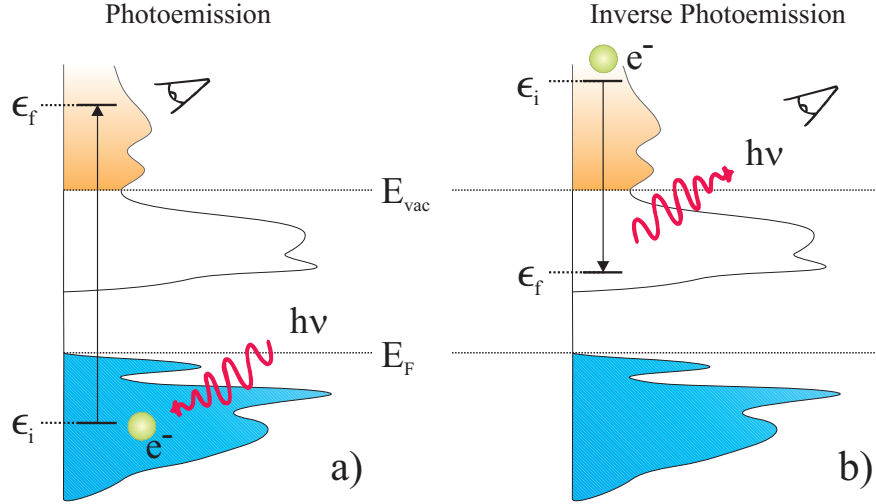 Photoemission
Inverse Photoemission
e⁻
ϵf
ϵi
hν
Evac
ϵf
hν
EF
ϵi
e⁻
a)
b)